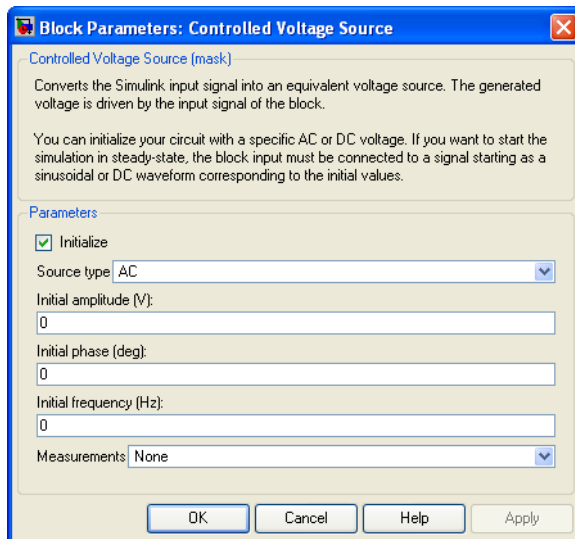 Block Parameters: Controlled Voltage Source
Controlled Voltage Source (mask)
Converts the Simulink input signal into an equivalent voltage source. The generated
voltage is driven by the input signal of the block.
You can initialize your circuit with a specific AC or DC voltage. If you want to start the
simulation in steady-state, the block input must be connected to a signal starting as a
sinusoidal or DC waveform corresponding to the initial values.
Parameters
Initialize
Source type AC
Initial amplitude (V):
0
Initial phase (deg):
0
Initial frequency (Hz):
0
Measurements None
OK Cancel Help Apply